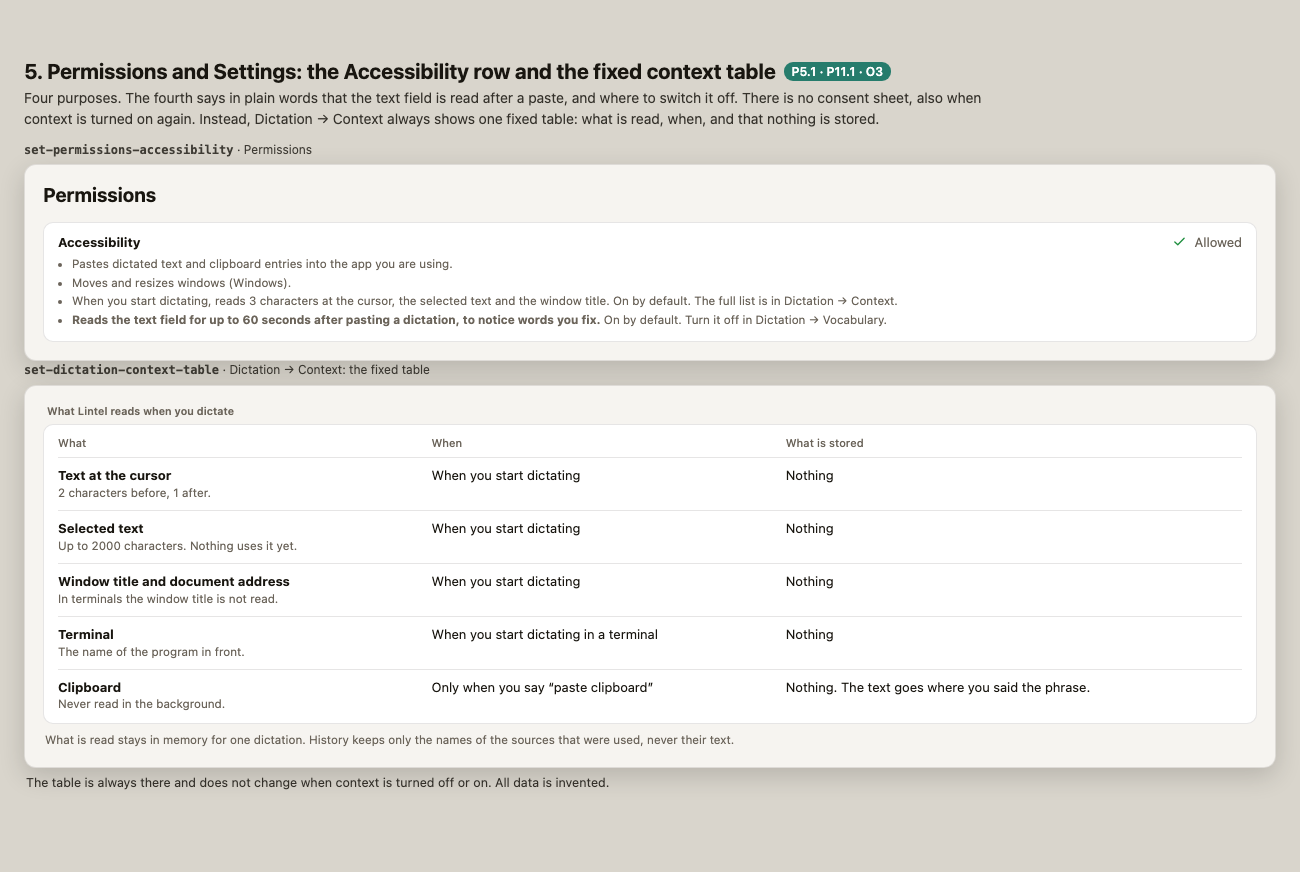 5. Permissions and Settings: the Accessibility row and the fixed context table P5.1 · P11.1 · O3
Four purposes. The fourth says in plain words that the text field is read after a paste, and where to switch it off. There is no consent sheet, also when
context is turned on again. Instead, Dictation → Context always shows one fixed table: what is read, when, and that nothing is stored.
set-permissions-accessibility · Permissions
Permissions
Accessibility ✓ Allowed
• Pastes dictated text and clipboard entries into the app you are using.
• Moves and resizes windows (Windows).
• When you start dictating, reads 3 characters at the cursor, the selected text and the window title. On by default. The full list is in Dictation → Context.
• Reads the text field for up to 60 seconds after pasting a dictation, to notice words you fix. On by default. Turn it off in Dictation → Vocabulary.
set-dictation-context-table · Dictation → Context: the fixed table
What Lintel reads when you dictate
What When What is stored
Text at the cursor When you start dictating Nothing
2 characters before, 1 after.
Selected text When you start dictating Nothing
Up to 2000 characters. Nothing uses it yet.
Window title and document address When you start dictating Nothing
In terminals the window title is not read.
Terminal When you start dictating in a terminal Nothing
The name of the program in front.
Clipboard Only when you say “paste clipboard” Nothing. The text goes where you said the phrase.
Never read in the background.
What is read stays in memory for one dictation. History keeps only the names of the sources that were used, never their text.
The table is always there and does not change when context is turned off or on. All data is invented.